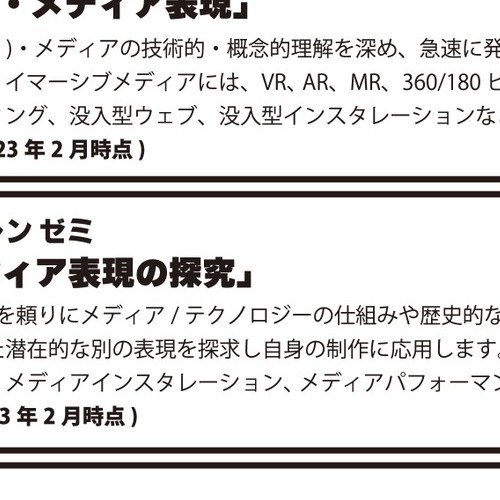 ・メディア表現」
)・メディアの技術的・概念的理解を深め、急速に発
イマーシブメディアには、VR、AR、MR、360/180 ビ
ング、没入型ウェブ、没入型インスタレーションな
23 年 2 月時点 )
ン ゼミ
ィア表現の探究」
を頼りにメディア / テクノロジーの仕組みや歴史的な
潜在的な別の表現を探求し自身の制作に応用します。
メディアインスタレーション、メディアパフォーマン
3 年 2 月時点 )